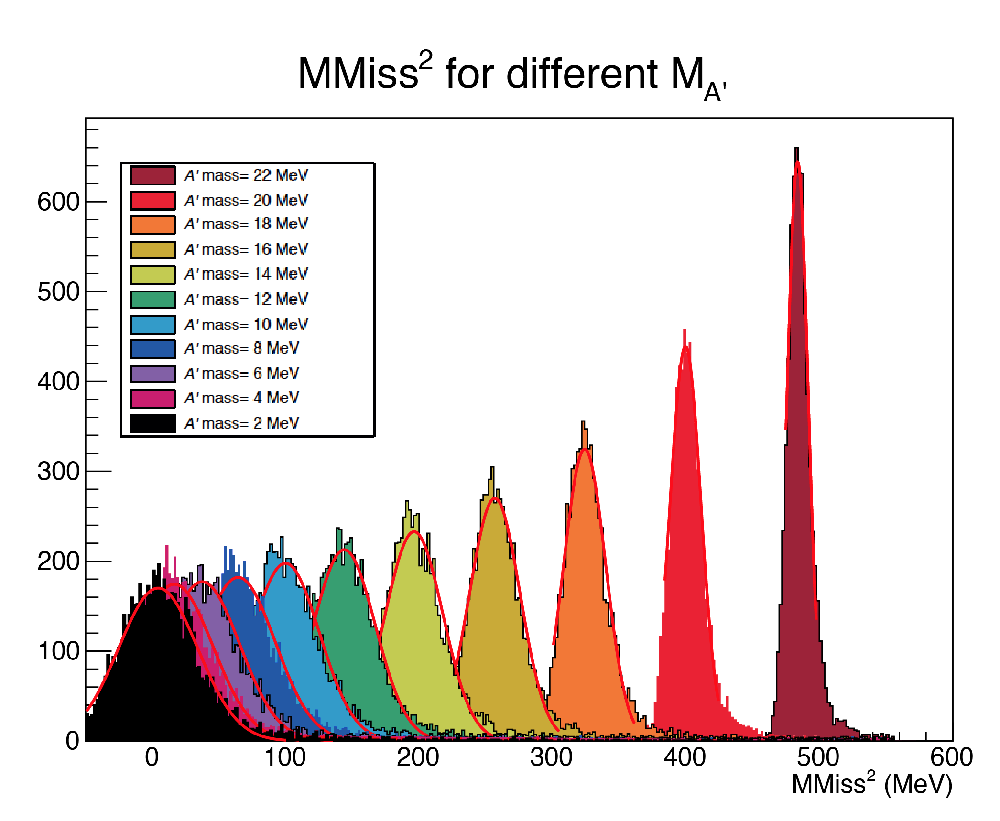 MMiss² for different M_A'
A' mass= 22 MeV
A' mass= 20 MeV
A' mass= 18 MeV
A' mass= 16 MeV
A' mass= 14 MeV
A' mass= 12 MeV
A' mass= 10 MeV
A' mass= 8 MeV
A' mass= 6 MeV
A' mass= 4 MeV
A' mass= 2 MeV
600
500
400
300
200
100
0
0 100 200 300 400 500 600
MMiss² (MeV)